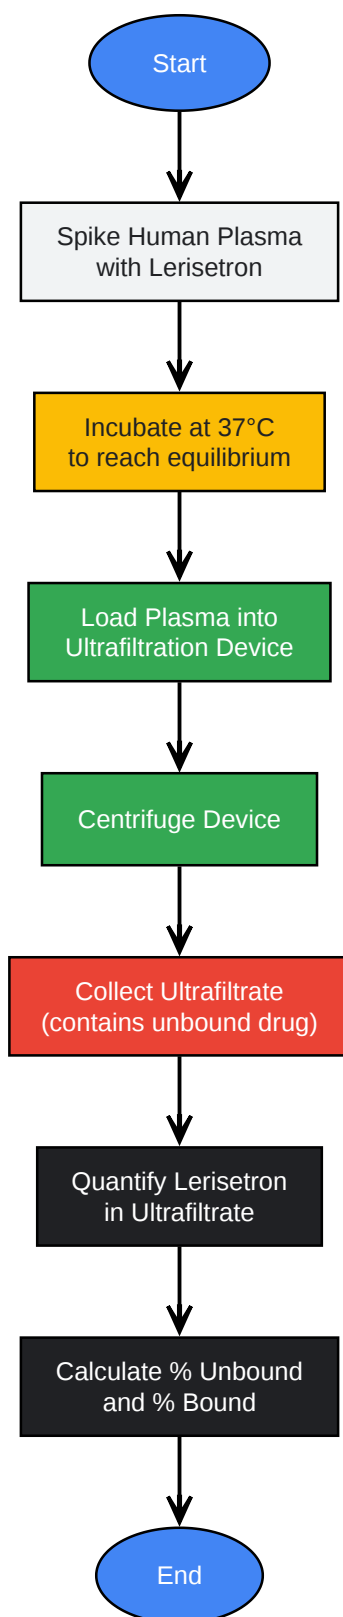 Start
Spike Human Plasma
with Lerisetron
Incubate at 37°C
to reach equilibrium
Load Plasma into
Ultrafiltration Device
Centrifuge Device
Collect Ultrafiltrate
(contains unbound drug)
Quantify Lerisetron
in Ultrafiltrate
Calculate % Unbound
and % Bound
End